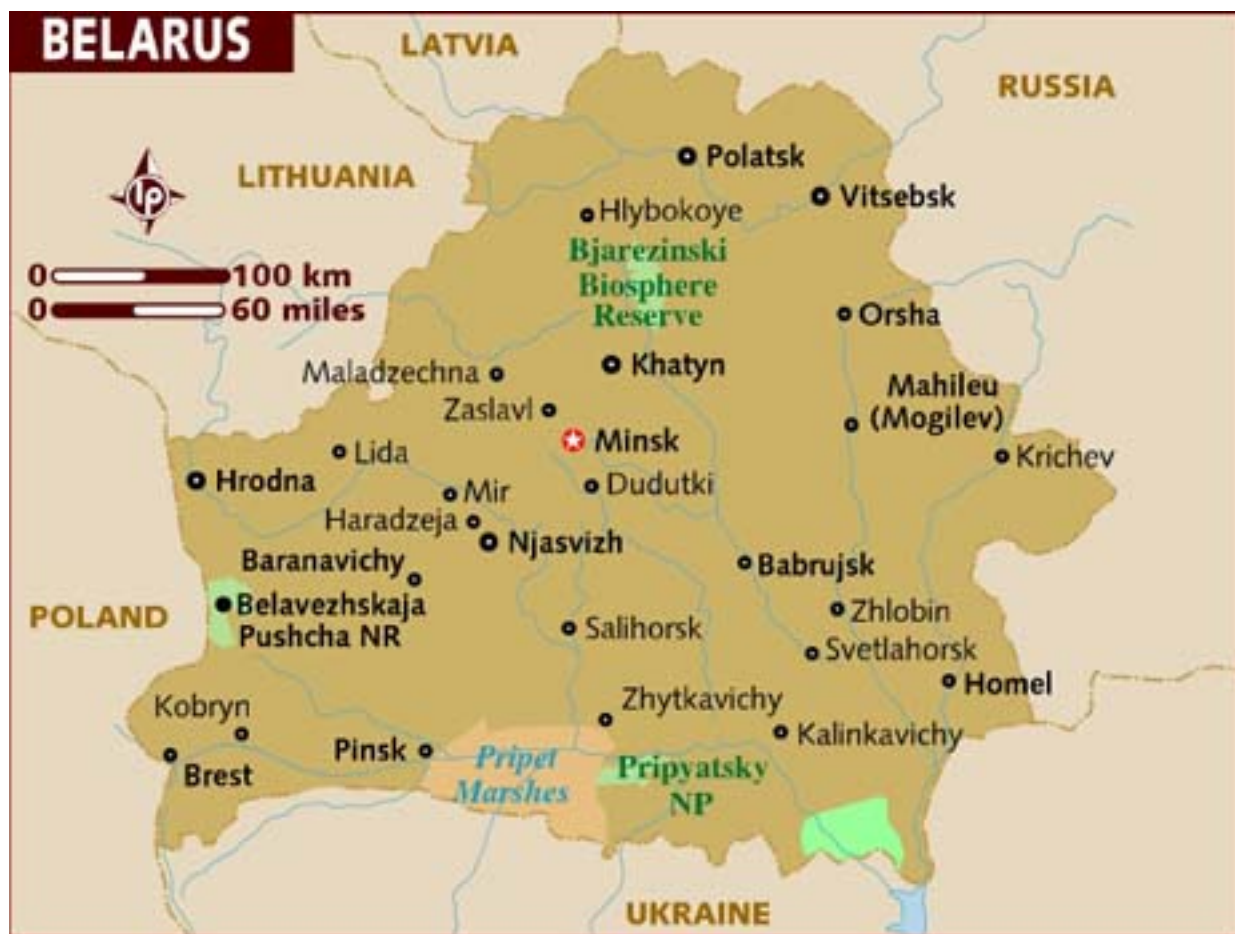 BELARUS
LATVIA
RUSSIA
Polatsk
LITHUANIA
lp
Vitsebsk
Hlybokoye
Bjarezinski
Biosphere
Reserve
0 100 km
0 60 miles
Orsha
Khatyn
Maladzechna
Mahileu
(Mogilev)
Zaslavl
Minsk
Lida
Krichev
Hrodna
Mir
Dudutki
Haradzeja
Njasvizh
Baranavichy
Babrujsk
Belavezhskaja
Pushcha NR
POLAND
Zhlobin
Salihorsk
Svetlahorsk
Homel
Zhytkavichy
Kobryn
Kalinkavichy
Pinsk
Brest
Pripet
Marshes
Pripyatsky
NP
UKRAINE